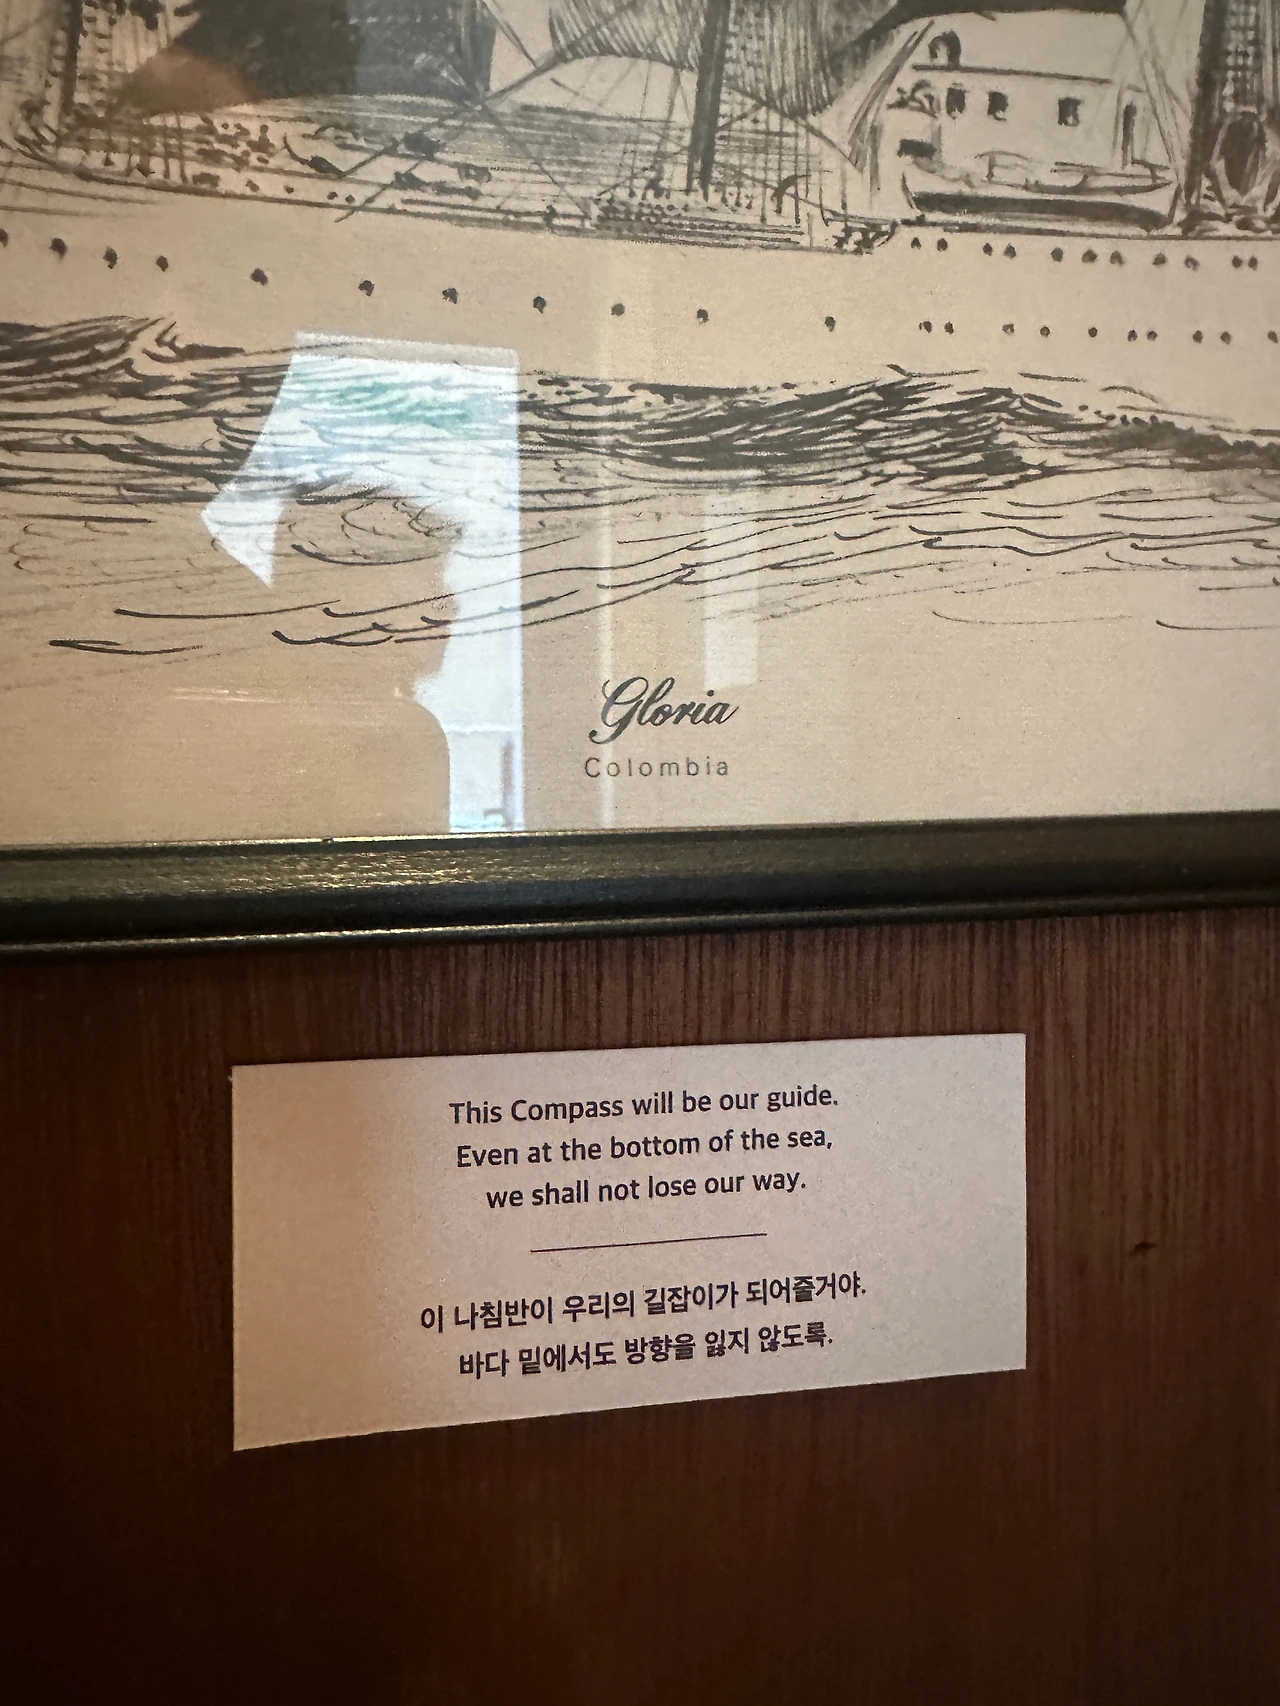 Gloria
Colombia
This Compass will be our guide.
Even at the bottom of the sea,
we shall not lose our way.
이 나침반이 우리의 길잡이가 되어줄거야.
바다 밑에서도 방향을 잃지 않도록.